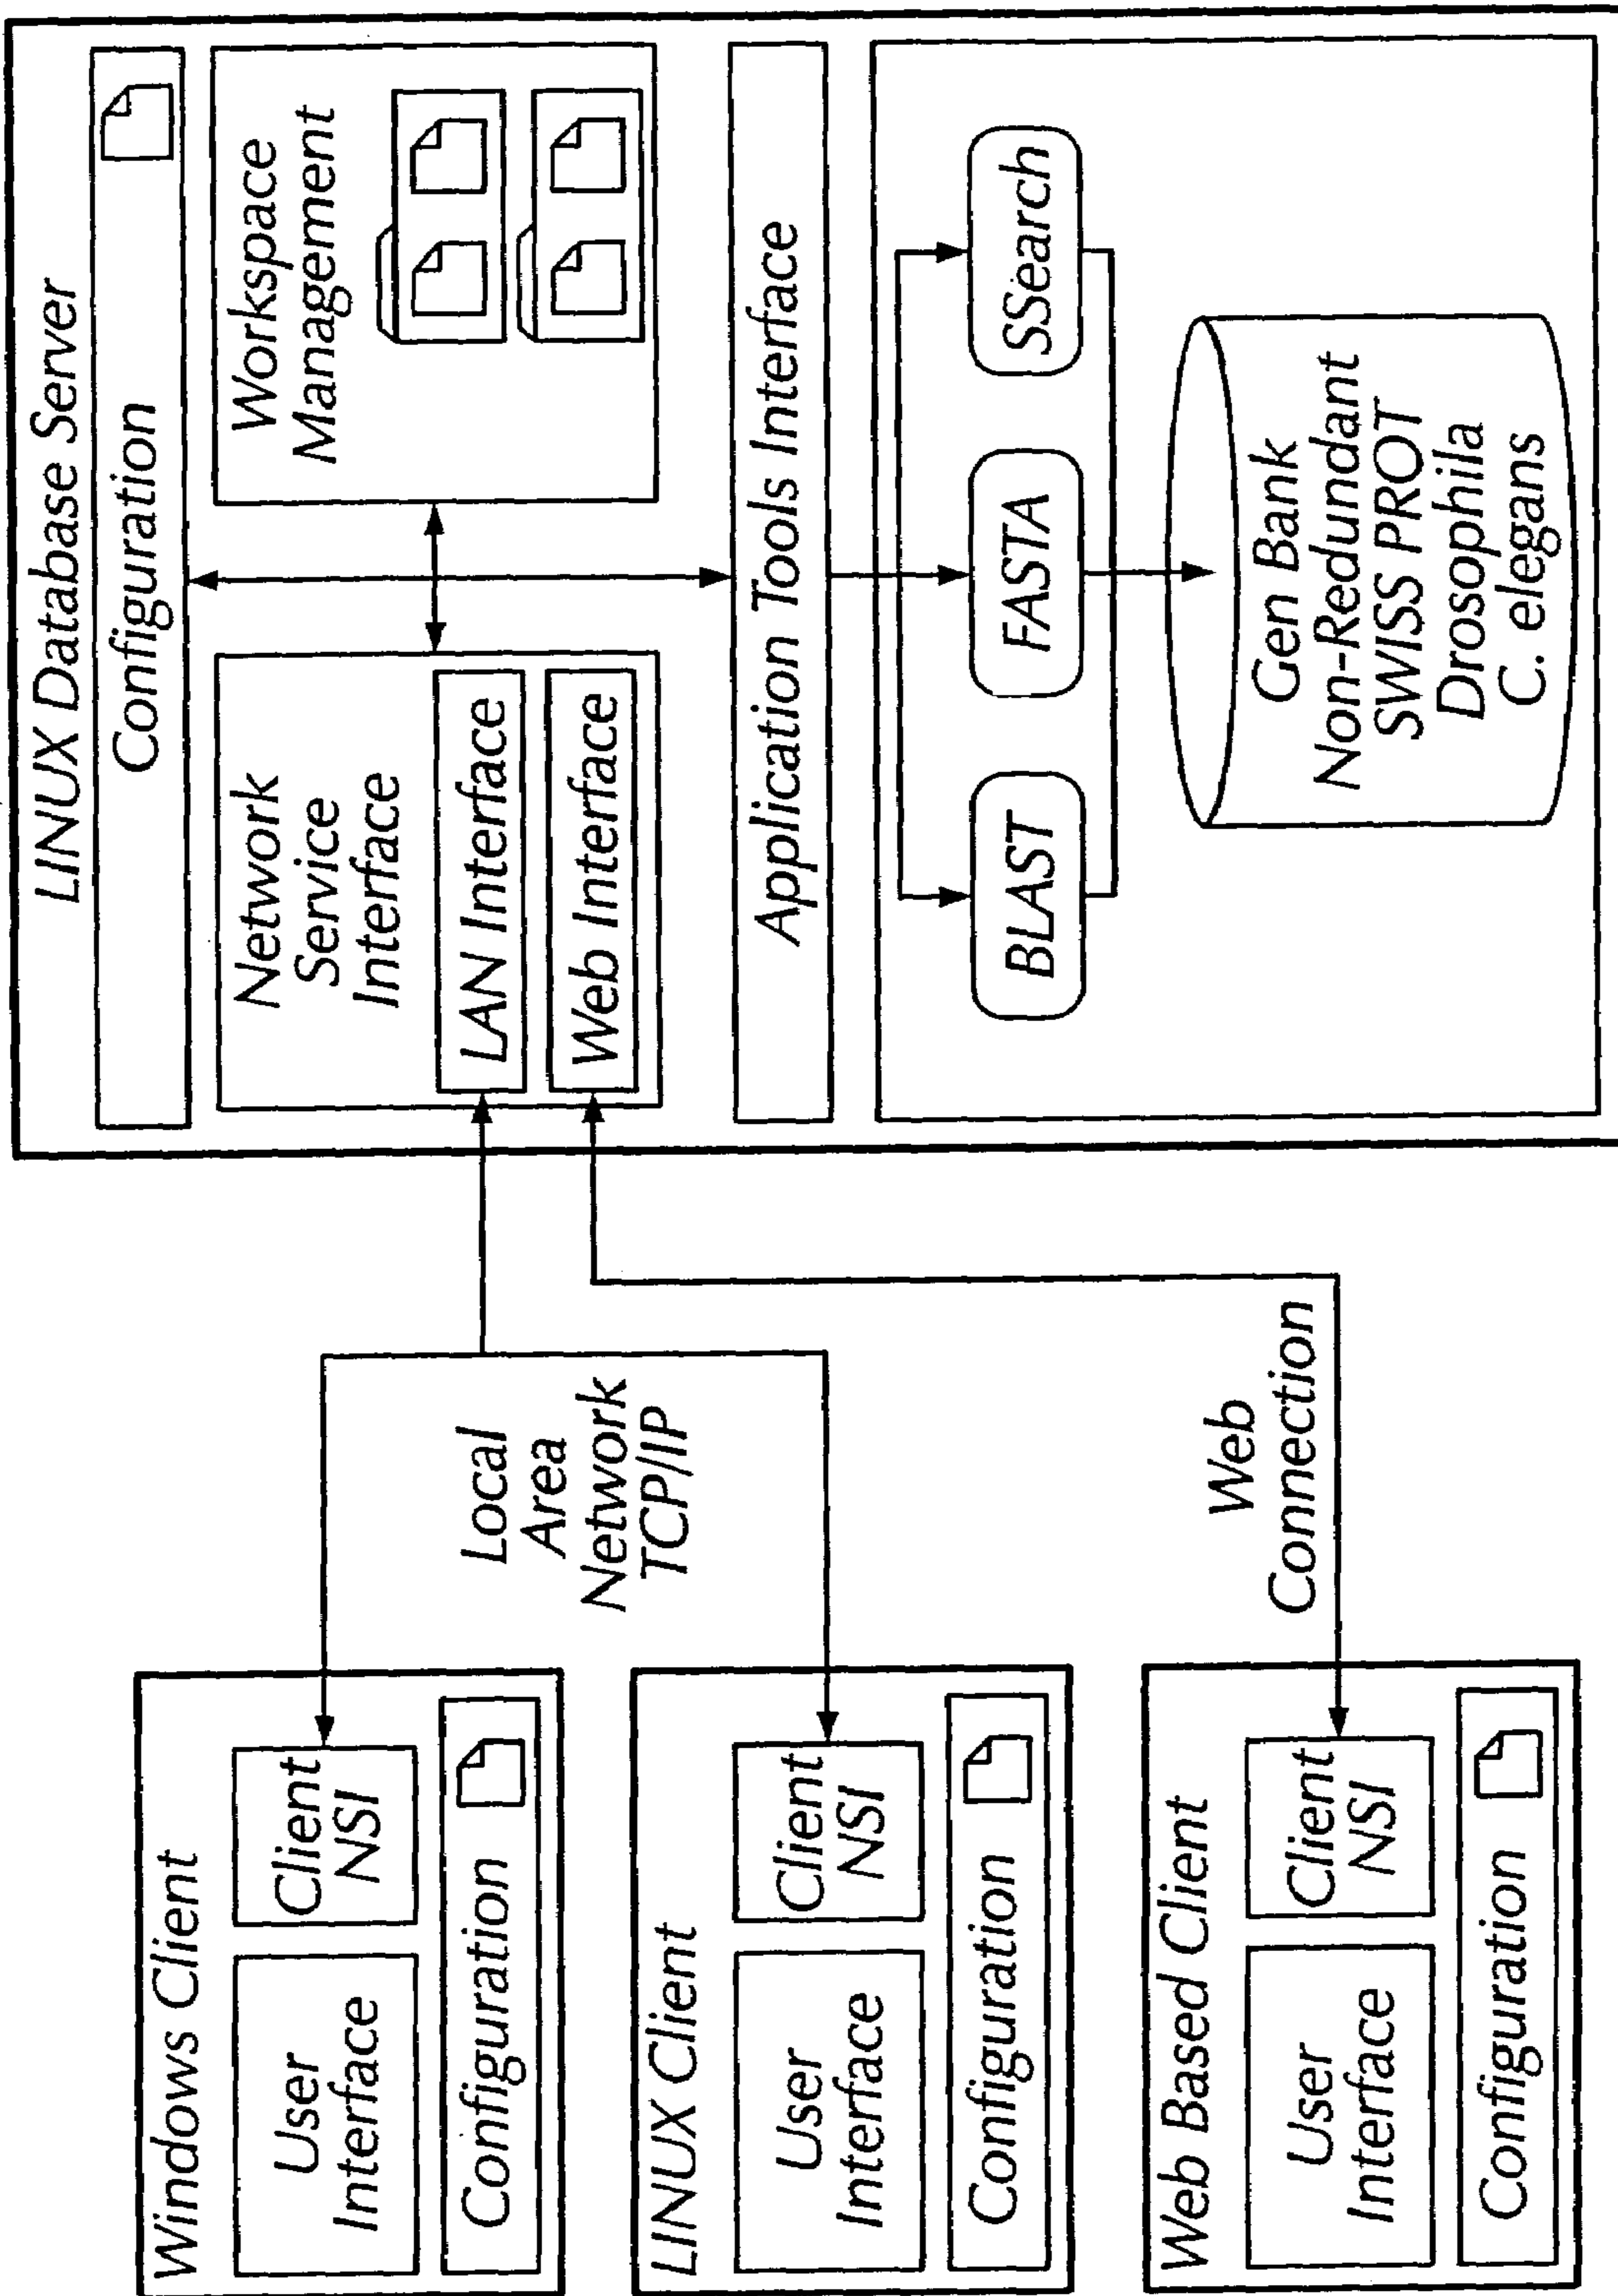 Windows Client
User
Interface
Client
NSI
Configuration
LINUX Client
User
Interface
Client
NSI
Configuration
Web Based Client
User
Interface
Client
NSI
Configuration
Local
Area
Network
TCP/IP
Web
Connection
LINUX Database Server
Configuration
Network
Service
Interface
LAN Interface
Web Interface
Workspace
Management
Application Tools Interface
BLAST
FASTA
SSearch
Gen Bank
Non-Redundant
SWISS PROT
Drosophila
C. elegans